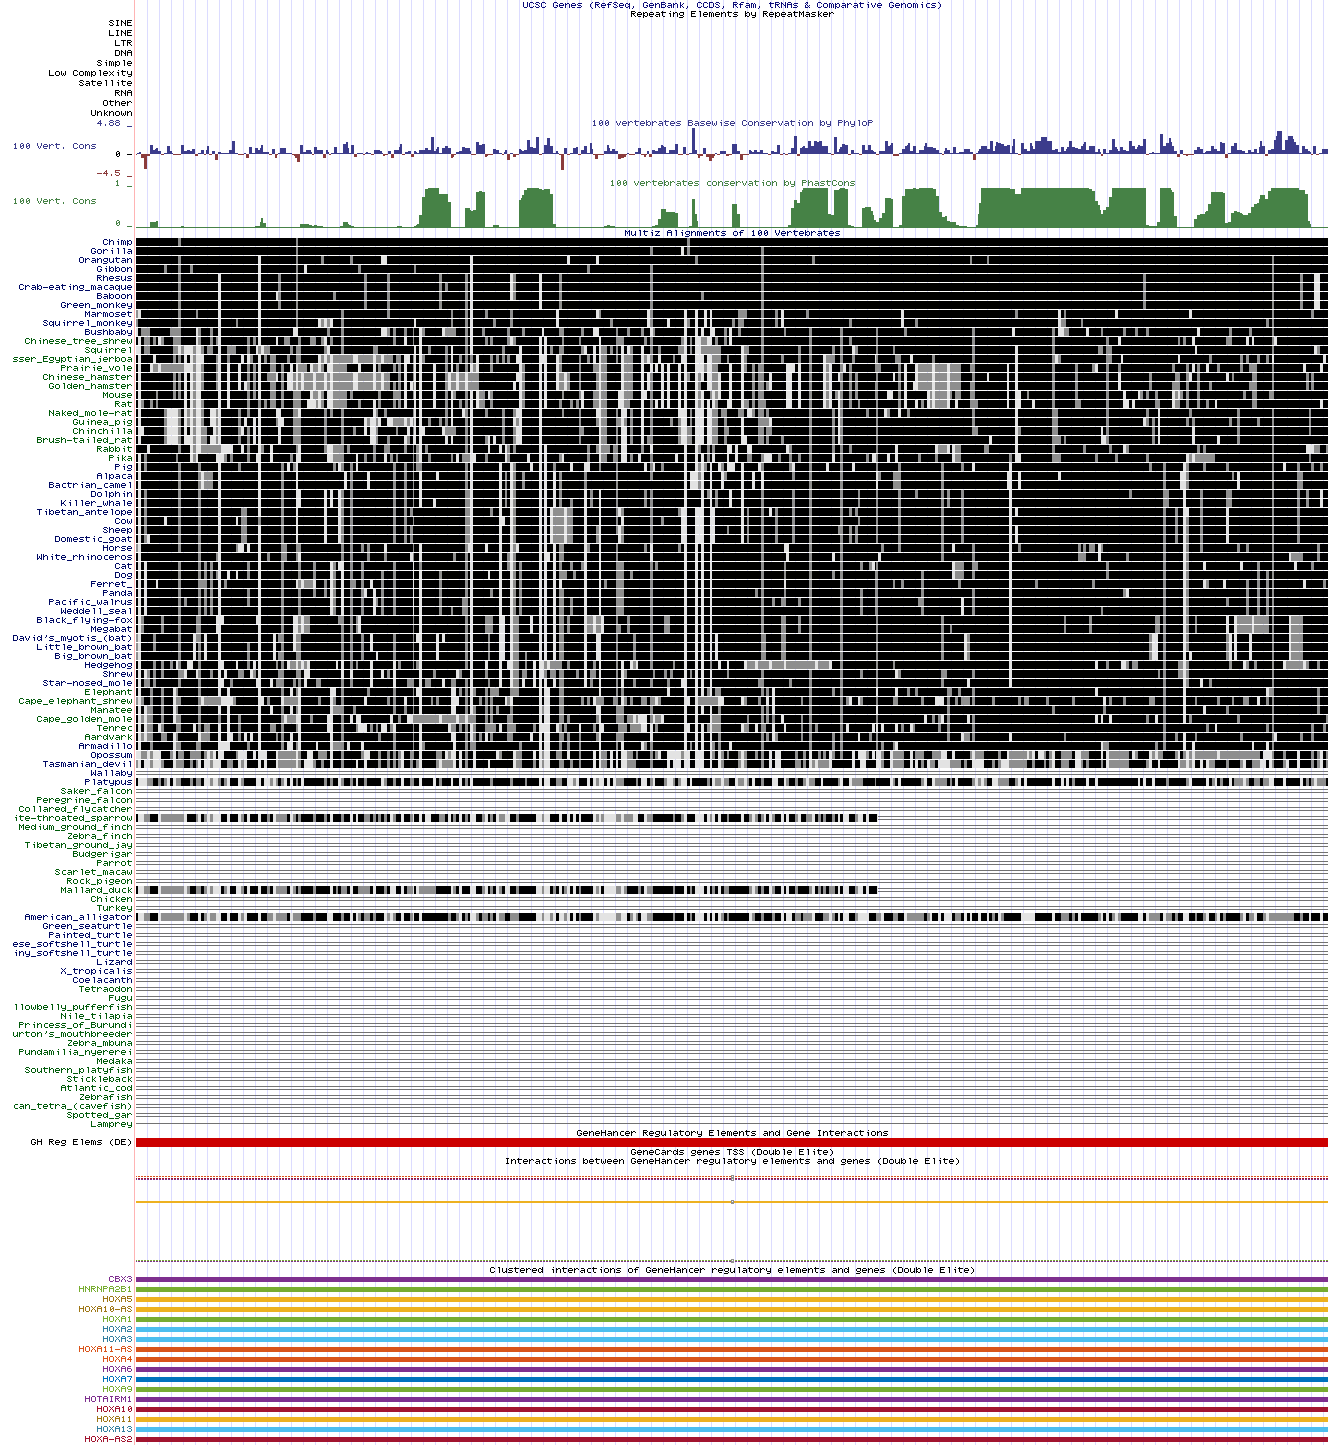 UCSC Genes (RefSeq, GenBank, CCDS, Rfam, tRNAs & Comparative Genomics)
Repeating Elements by RepeatMasker
SINE
LINE
LTR
DNA
Simple
Low Complexity
Satellite
RNA
Other
Unknown
4.88 _
100 vertebrates Basewise Conservation by PhyloP
100 Vert. Cons
0 -
-4.5 _
100 vertebrates conservation by PhastCons
1 _
100 Vert. Cons
0 _
Multiz Alignments of 100 Vertebrates
Chimp
Gorilla
Orangutan
Gibbon
Rhesus
Crab-eating_macaque
Baboon
Green_monkey
Marmoset
Squirrel_monkey
Bushbaby
Chinese_tree_shrew
Squirrel
sser_Egyptian_jerboa
Prairie_vole
Chinese_hamster
Golden_hamster
Mouse
Rat
Naked_mole-rat
Guinea_pig
Chinchilla
Brush-tailed_rat
Rabbit
Pika
Pig
Alpaca
Bactrian_camel
Dolphin
Killer_whale
Tibetan_antelope
Cow
Sheep
Domestic_goat
Horse
White_rhinoceros
Cat
Dog
Ferret_
Panda
Pacific_walrus
Weddell_seal
Black_flying-fox
Megabat
David's_myotis_(bat)
Little_brown_bat
Big_brown_bat
Hedgehog
Shrew
Star-nosed_mole
Elephant
Cape_elephant_shrew
Manatee
Cape_golden_mole
Tenrec
Aardvark
Armadillo
Opossum
Tasmanian_devil
Wallaby
Platypus
Saker_falcon
Peregrine_falcon
Collared_flycatcher
ite-throated_sparrow
Medium_ground_finch
Zebra_finch
Tibetan_ground_jay
Budgerigar
Parrot
Scarlet_macaw
Rock_pigeon
Mallard_duck
Chicken
Turkey
American_alligator
Green_seaturtle
Painted_turtle
ese_softshell_turtle
iny_softshell_turtle
Lizard
X_tropicalis
Coelacanth
Tetraodon
Fugu
llowbelly_pufferfish
Nile_tilapia
Princess_of_Burundi
urton's_mouthbreeder
Zebra_mbuna
Pundamilia_nyererei
Medaka
Southern_platyfish
Stickleback
Atlantic_cod
Zebrafish
can_tetra_(cavefish)
Spotted_gar
Lamprey
GeneHancer Regulatory Elements and Gene Interactions
GH Reg Elems (DE)
GeneCards genes TSS (Double Elite)
Interactions between GeneHancer regulatory elements and genes (Double Elite)
Clustered interactions of GeneHancer regulatory elements and genes (Double Elite)
CBX3
HNRNPA2B1
HOXA5
HOXA10-AS
HOXA1
HOXA2
HOXA3
HOXA11-AS
HOXA4
HOXA6
HOXA7
HOXA9
HOTAIRM1
HOXA10
HOXA11
HOXA13
HOXA-AS2